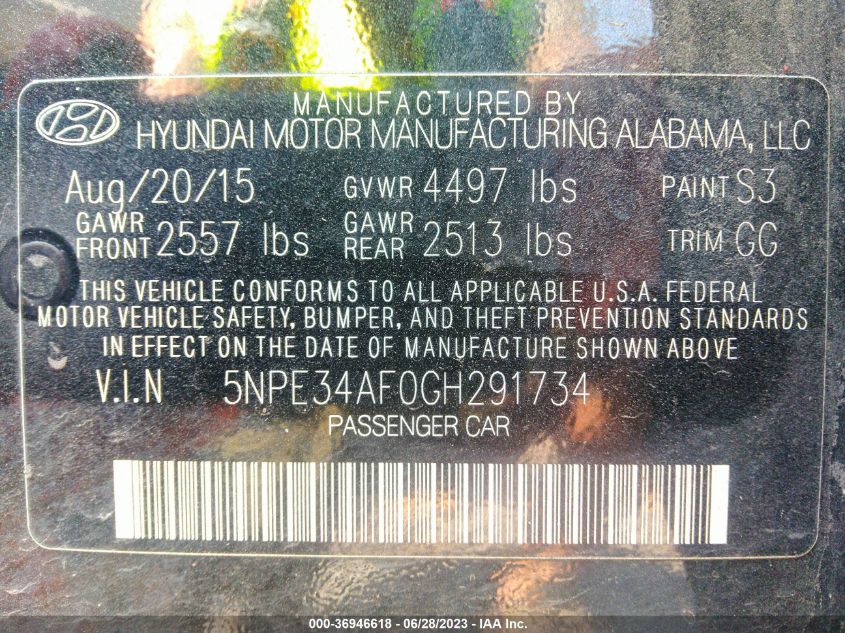 MANUFACTURED BY
HYUNDAI MOTOR MANUFACTURING ALABAMA, LLC
Aug/20/15 GVWR 4497 lbs PAINT S3
GAWR FRONT 2557 lbs GAWR REAR 2513 lbs TRIM GG
THIS VEHICLE CONFORMS TO ALL APPLICABLE U.S.A. FEDERAL
MOTOR VEHICLE SAFETY, BUMPER, AND THEFT PREVENTION STANDARDS
IN EFFECT ON THE DATE OF MANUFACTURE SHOWN ABOVE
V.I.N 5NPE34AF0GH291734
PASSENGER CAR
000-36946618 - 06/28/2023 - IAA Inc.